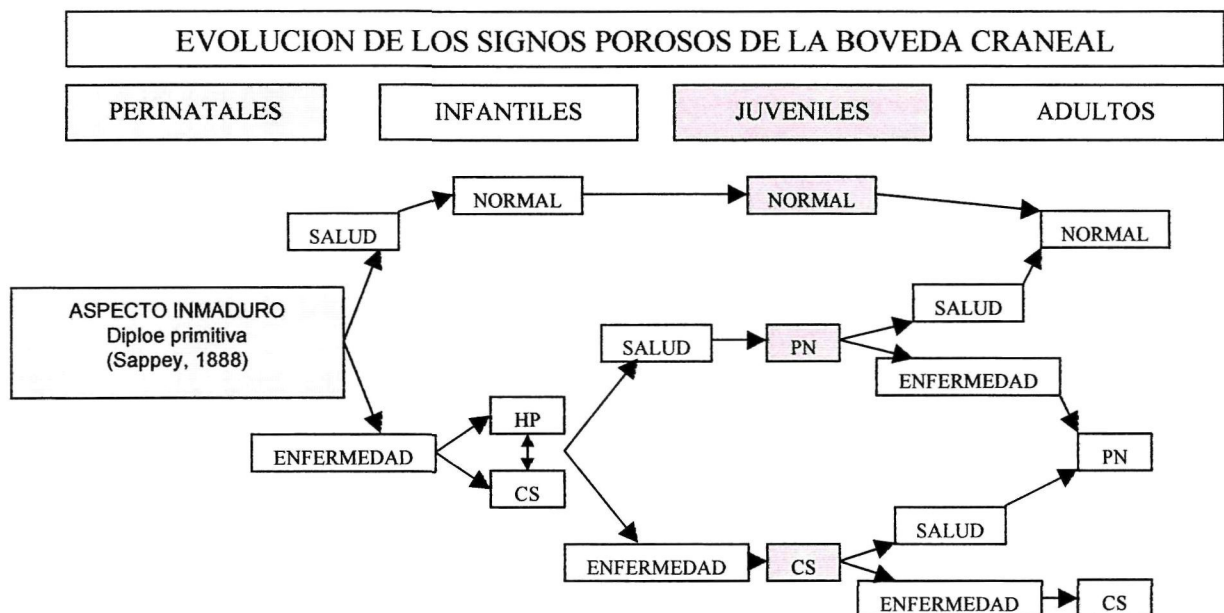 EVOLUCION DE LOS SIGNOS POROSOS DE LA BOVEDA CRANEAL
PERINATALES
INFANTILES
JUVENILES
ADULTOS
NORMAL
NORMAL
SALUD
NORMAL
ASPECTO INMADURO
Diploe primitiva
(Sappey, 1888)
SALUD
SALUD
PN
ENFERMEDAD
HP
ENFERMEDAD
PN
CS
SALUD
ENFERMEDAD
CS
ENFERMEDAD
CS